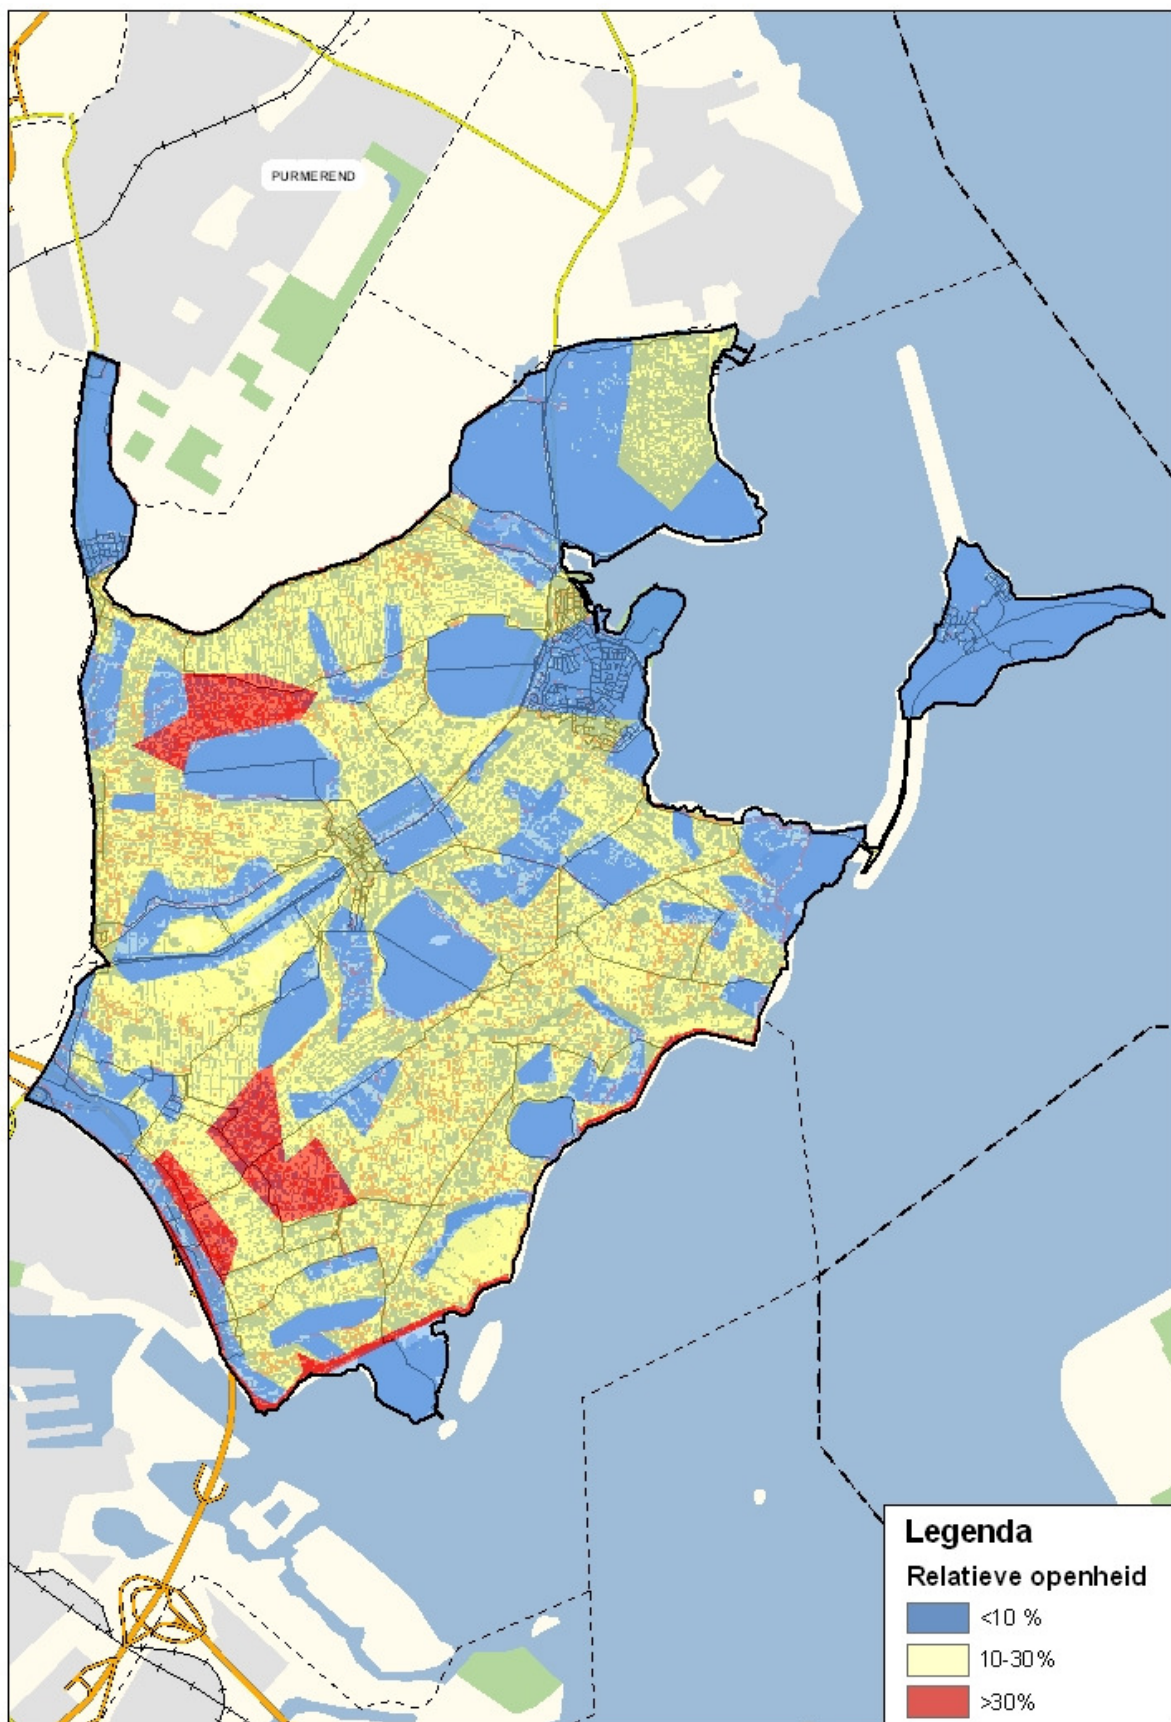 PURMEREND
Legenda
Relatieve openheid
<10 %
10-30%
>30%